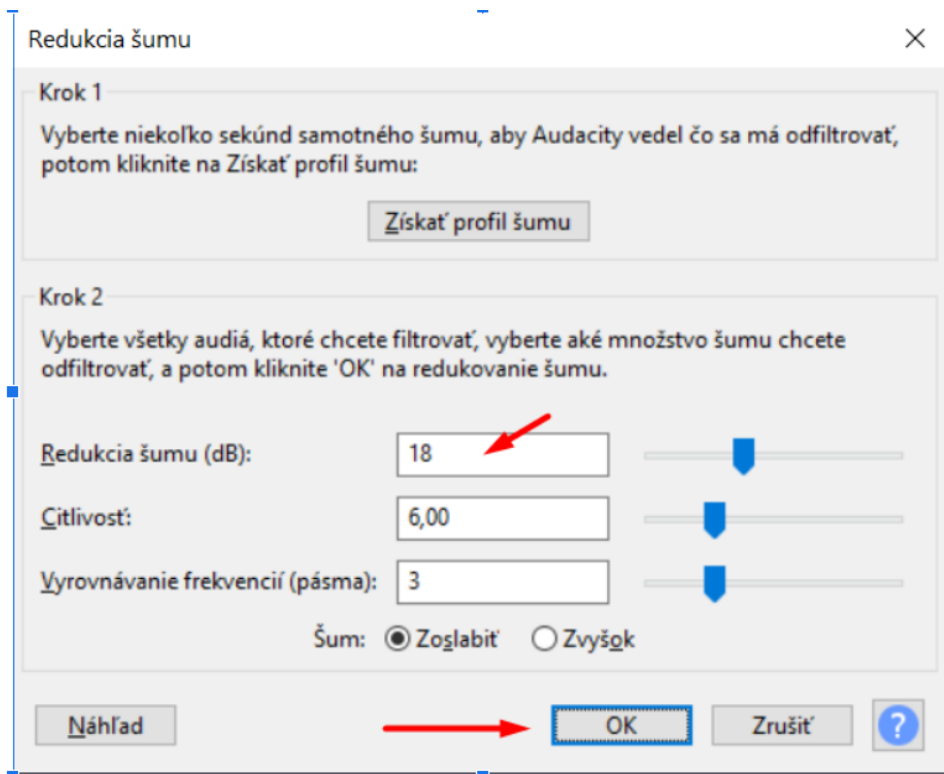 Redukcia šumu
Krok 1
Vyberte niekoľko sekúnd samotného šumu, aby Audacity vedel čo sa má odfiltrovať,
potom kliknite na Získať profil šumu:
Získať profil šumu
Krok 2
Vyberte všetky audiá, ktoré chcete filtrovať, vyberte aké množstvo šumu chcete
odfiltrovať, a potom kliknite 'OK' na redukovanie šumu.
Redukcia šumu (dB): 18
Citlivosť: 6,00
Vyrovnávanie frekvencií (pásma): 3
Šum: Zoslabiť Zvyšok
Náhľad OK Zrušiť ?